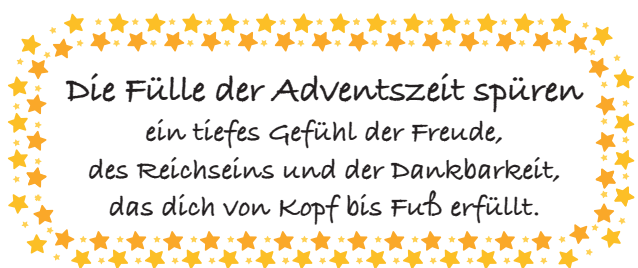 Die Fülle der Adventszeit spüren
ein tiefes Gefühl der Freude,
des Reichseins und der Dankbarkeit,
das dich von Kopf bis Fuß erfüllt.